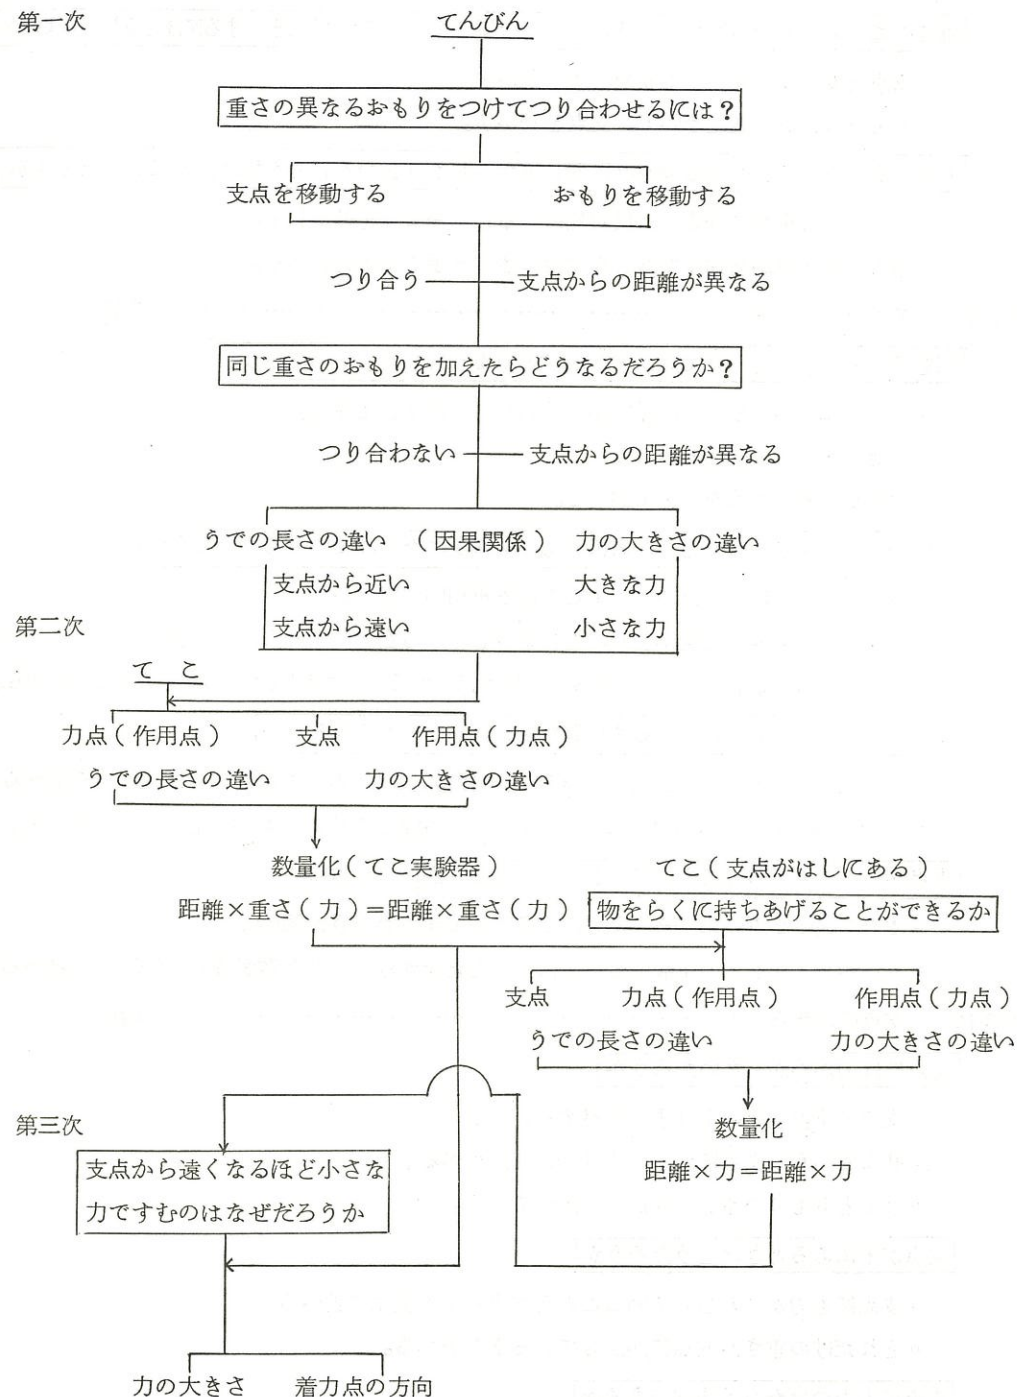 第一次
てんびん
重さの異なるおもりをつけてつり合わせるには？
支点を移動する　おもりを移動する
つり合う　支点からの距離が異なる
同じ重さのおもりを加えたらどうなるだろうか？
つり合わない　支点からの距離が異なる
うでの長さの違い　（因果関係）　力の大きさの違い
支点から近い　大きな力
支点から遠い　小さな力
第二次
てこ
力点（作用点）　支点　作用点（力点）
うでの長さの違い　力の大きさの違い
数量化（てこ実験器）
距離×重さ（力）＝距離×重さ（力）
てこ（支点がはしにある）
物をらくに持ちあげることができるか
支点　力点（作用点）　作用点（力点）
うでの長さの違い　力の大きさの違い
数量化
距離×力＝距離×力
第三次
支点から遠くなるほど小さな
力ですむのはなぜだろうか
力の大きさ　着力点の方向